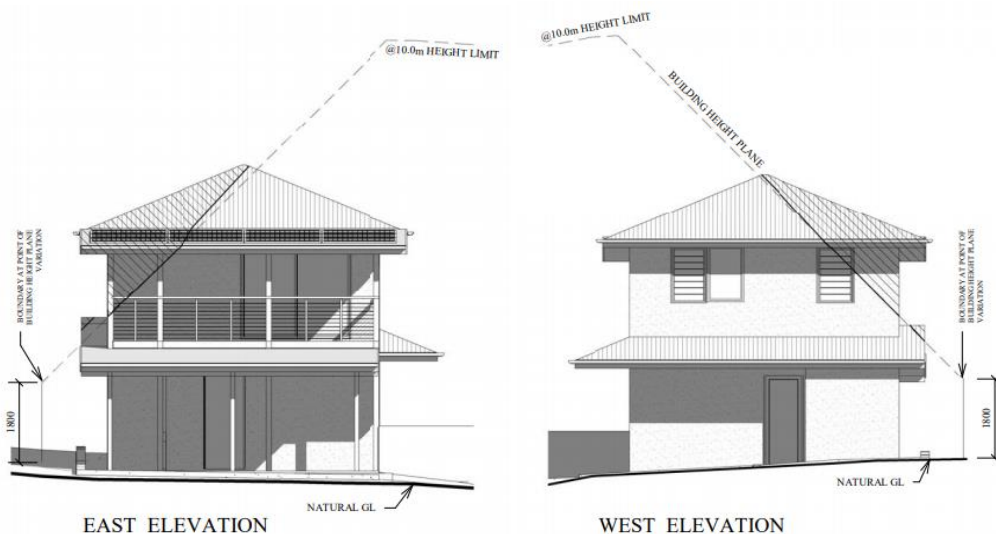 @10.0m HEIGHT LIMIT
BOUNDARY AT POINT OF
BUILDING HEIGHT PLANE
VARIATION
1800
NATURAL GL
EAST ELEVATION
@10.0m HEIGHT LIMIT
BUILDING HEIGHT PLANE
BOUNDARY AT POINT OF
BUILDING HEIGHT PLANE
VARIATION
1800
NATURAL GL
WEST ELEVATION